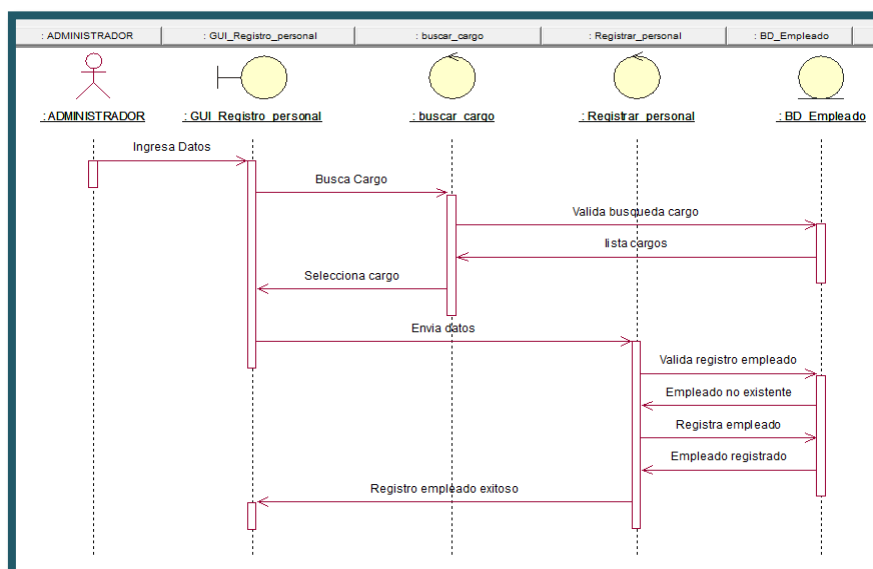 : ADMINISTRADOR : GUI_Registro_personal : buscar_cargo : Registrar_personal : BD_Empleado
: ADMINISTRADOR : GUI_Registro_personal : buscar_cargo : Registrar_personal : BD_Empleado
Ingresa Datos
Busca Cargo
Valida busqueda cargo
lista cargos
Selecciona cargo
Envia datos
Valida registro empleado
Empleado no existente
Registra empleado
Empleado registrado
Registro empleado exitoso